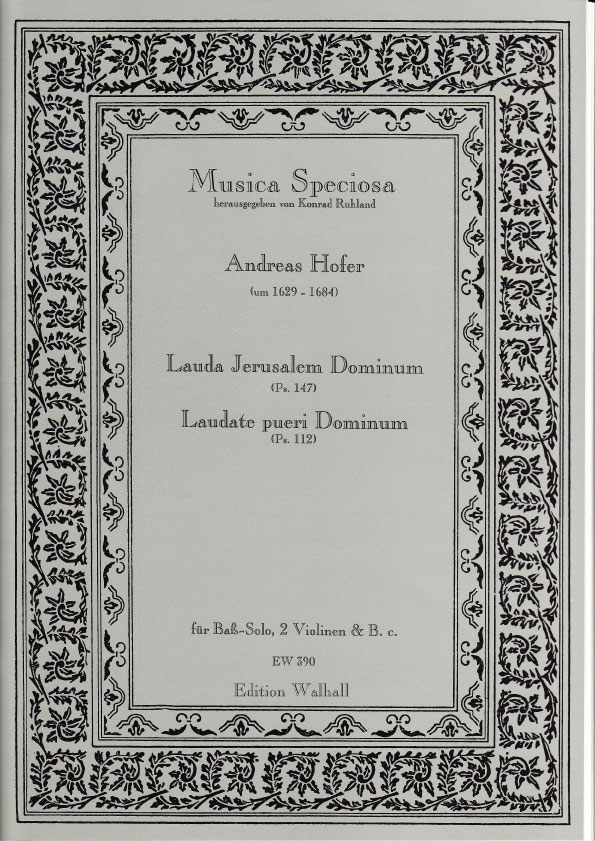 Musica Speciosa
herausgegeben von Konrad Ruhland
Andreas Hofer
(um 1629 - 1684)
Lauda Jerusalem Dominum
(Ps. 147)
Laudate pueri Dominum
(Ps. 112)
für Baß-Solo, 2 Violinen & B. c.
EW 390
Edition Walhall